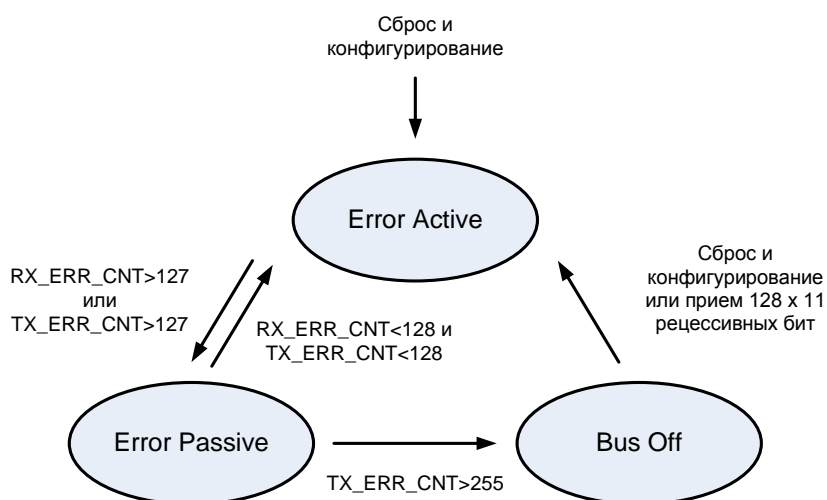 Сброс и
конфигурирование
Error Active
RX_ERR_CNT>127
или
TX_ERR_CNT>127
RX_ERR_CNT<128 и
TX_ERR_CNT<128
Сброс и
конфигурирование
или прием 128 x 11
рецессивных бит
Error Passive
TX_ERR_CNT>255
Bus Off